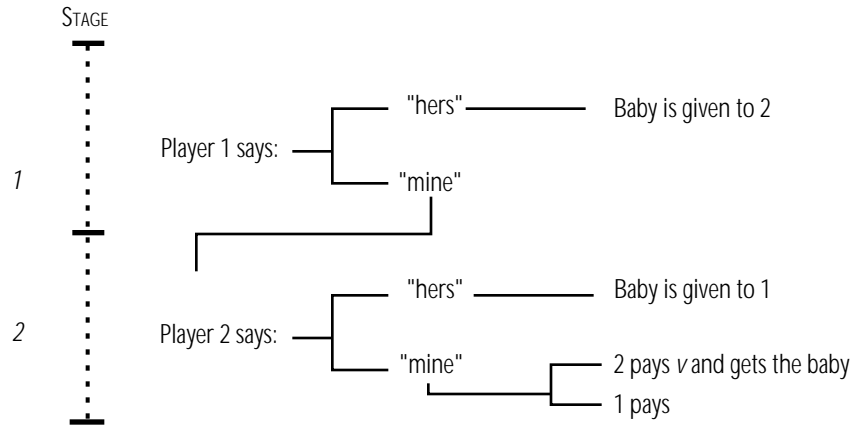 STAGE
"hers" Baby is given to 2
Player 1 says:
1
"mine"
"hers" Baby is given to 1
2 Player 2 says:
"mine" 2 pays v and gets the baby
1 pays